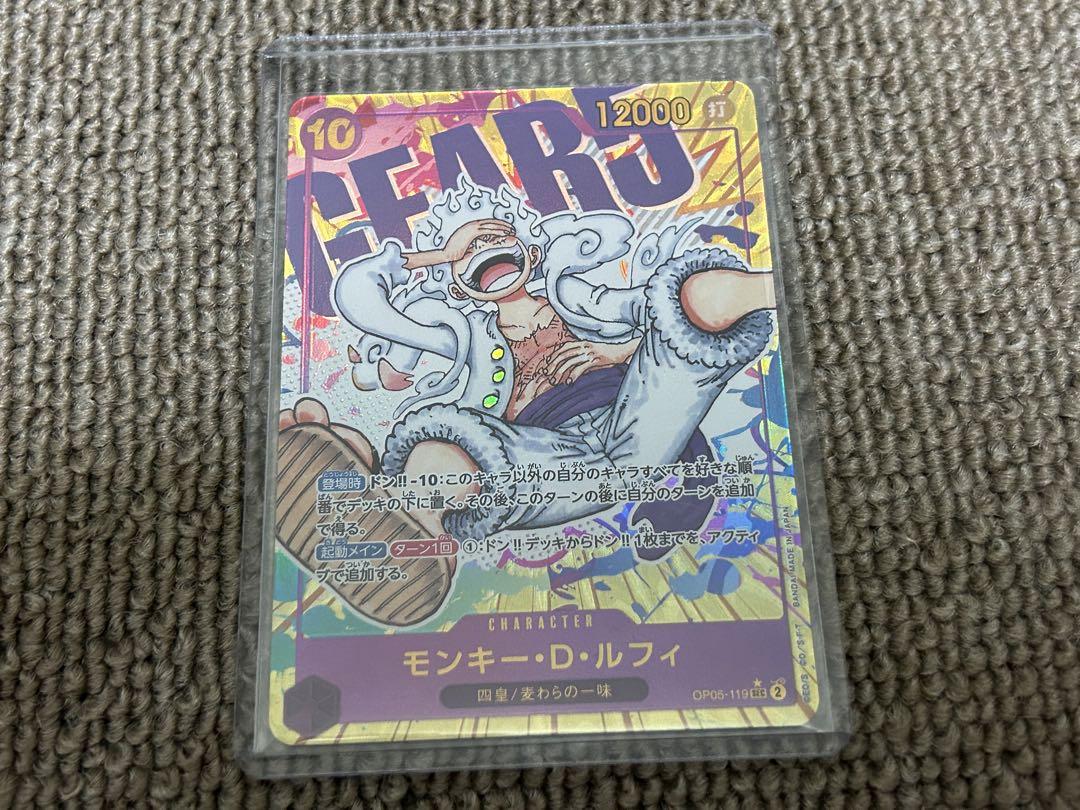 10
12000 打
GEAR5
登場時 ドン!!-10:このキャラ以外の自分のキャラすべてを好きな順
番でデッキの下に置く。その後、このターンの後に自分のターンを追加
で得る。
起動メイン ターン1回 ①:ドン!!デッキからドン!!1枚までを、アクティ
ブで追加する。
CHARACTER
モンキー・D・ルフィ
四皇/麦わらの一味
OP05-119 SEC 2
©EO/S.・©O/S・F・T BANDAI MADE IN JAPAN